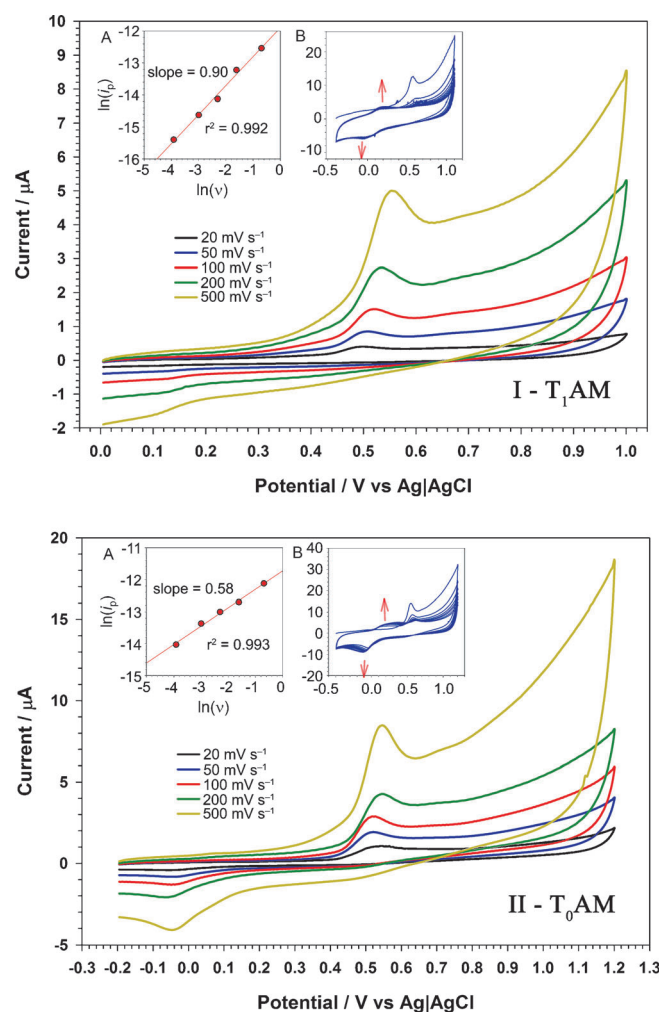 10
8
7
6
5
4
3
2
1
0
-1
-2
Current / µA
A
-12
-13
-14
-15
-16
ln(iₚ)
slope = 0.90
r² = 0.992
-5 -4 -3 -2 -1 0
ln(ν)
B
20
10
0
-10
0.0 0.5 1.0
20 mV s⁻¹
50 mV s⁻¹
100 mV s⁻¹
200 mV s⁻¹
500 mV s⁻¹
I - T₁AM
0.0 0.1 0.2 0.3 0.4 0.5 0.6 0.7 0.8 0.9 1.0
Potential / V vs Ag|AgCl
20
15
10
5
0
-5
Current / µA
A
-11
-12
-13
-14
-15
ln(iₚ)
slope = 0.58
r² = 0.993
-5 -4 -3 -2 -1 0
ln(ν)
B
40
30
20
10
0
-10
-20
-0.5 0.0 0.5 1.0
20 mV s⁻¹
50 mV s⁻¹
100 mV s⁻¹
200 mV s⁻¹
500 mV s⁻¹
II - T₀AM
-0.3 -0.2 -0.1 0.0 0.1 0.2 0.3 0.4 0.5 0.6 0.7 0.8 0.9 1.0 1.1 1.2 1.3
Potential / V vs Ag|AgCl